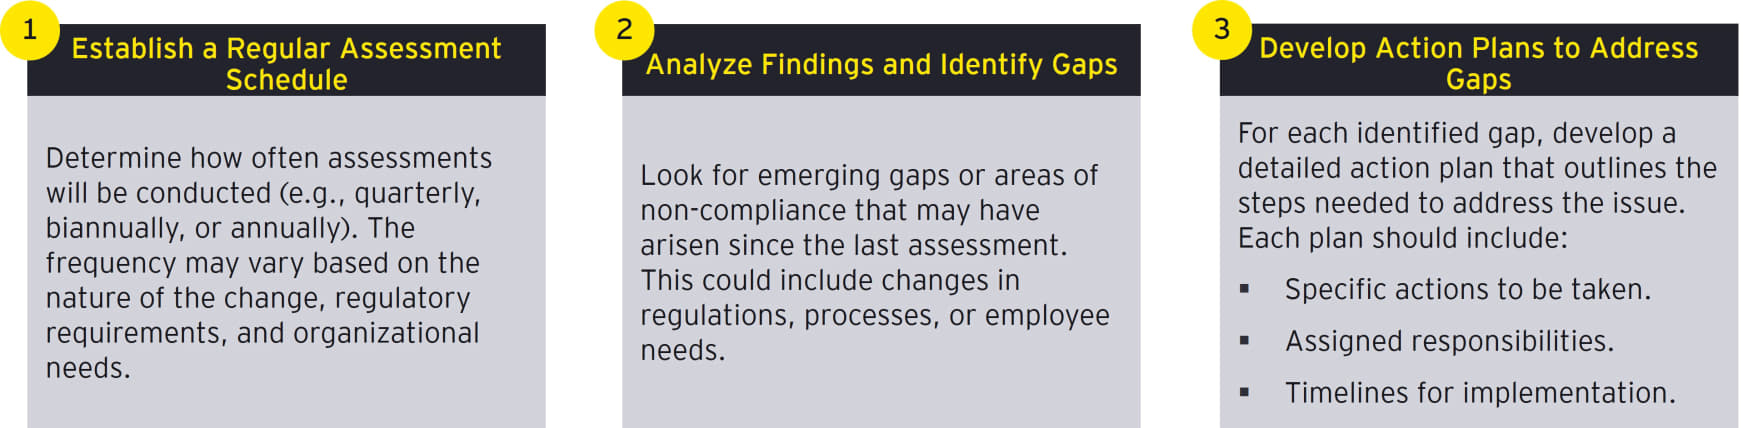 1
Establish a Regular Assessment
Schedule
Determine how often assessments
will be conducted (e.g., quarterly,
biannually, or annually). The
frequency may vary based on the
nature of the change, regulatory
requirements, and organizational
needs.
2
Analyze Findings and Identify Gaps
Look for emerging gaps or areas of
non-compliance that may have
arisen since the last assessment.
This could include changes in
regulations, processes, or employee
needs.
3
Develop Action Plans to Address
Gaps
For each identified gap, develop a
detailed action plan that outlines the
steps needed to address the issue.
Each plan should include:
▪ Specific actions to be taken.
▪ Assigned responsibilities.
▪ Timelines for implementation.